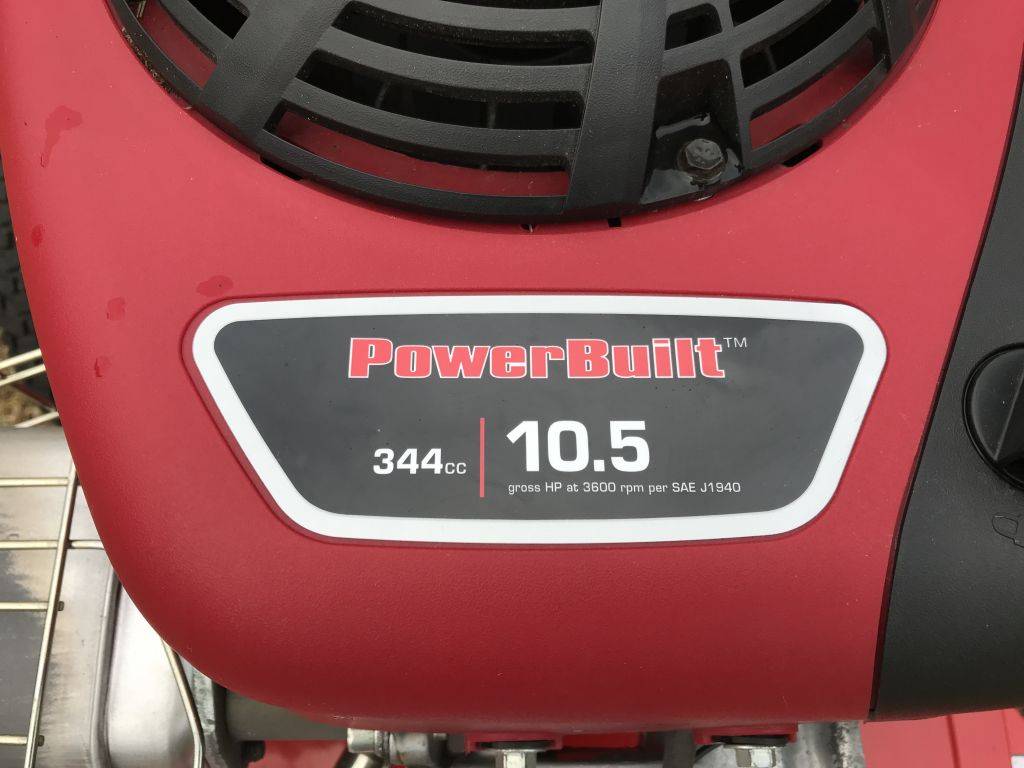 PowerBuilt™
344cc
10.5
gross HP at 3600 rpm per SAE J1940